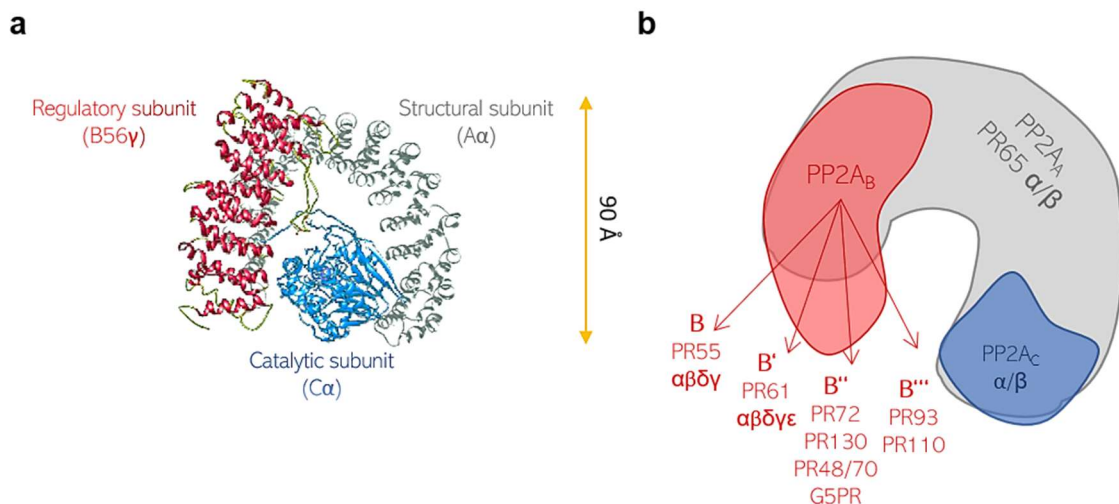 a
Regulatory subunit
(B56γ)
Structural subunit
(Aα)
Catalytic subunit
(Cα)
90 Å
b
PP2A_A
PR65 α/β
PP2A_B
PP2A_C
α/β
B
PR55
αβδγ
B'
PR61
αβδγε
B''
PR72
PR130
PR48/70
G5PR
B'''
PR93
PR110